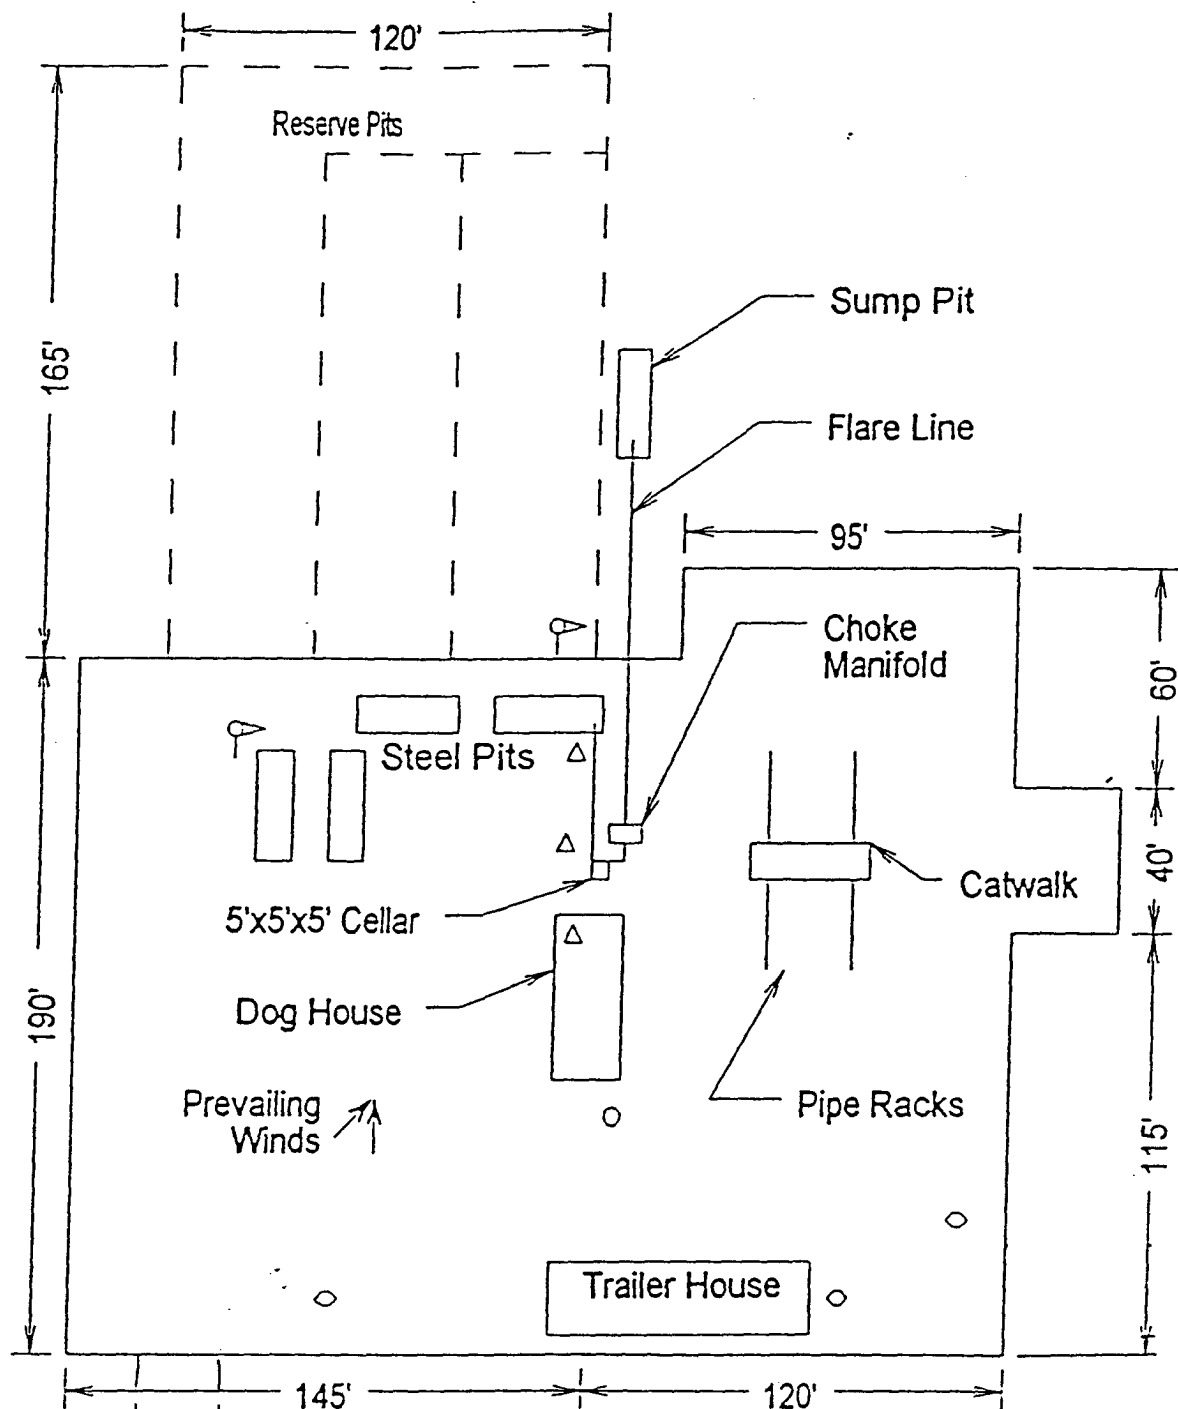 120'
Reserve Pits
Sump Pit
165'
Flare Line
95'
Choke
Manifold
60'
Steel Pits
40'
Catwalk
5'x5'x5' Cellar
190'
Dog House
Prevailing
Winds
Pipe Racks
115'
Trailer House
145'
120'